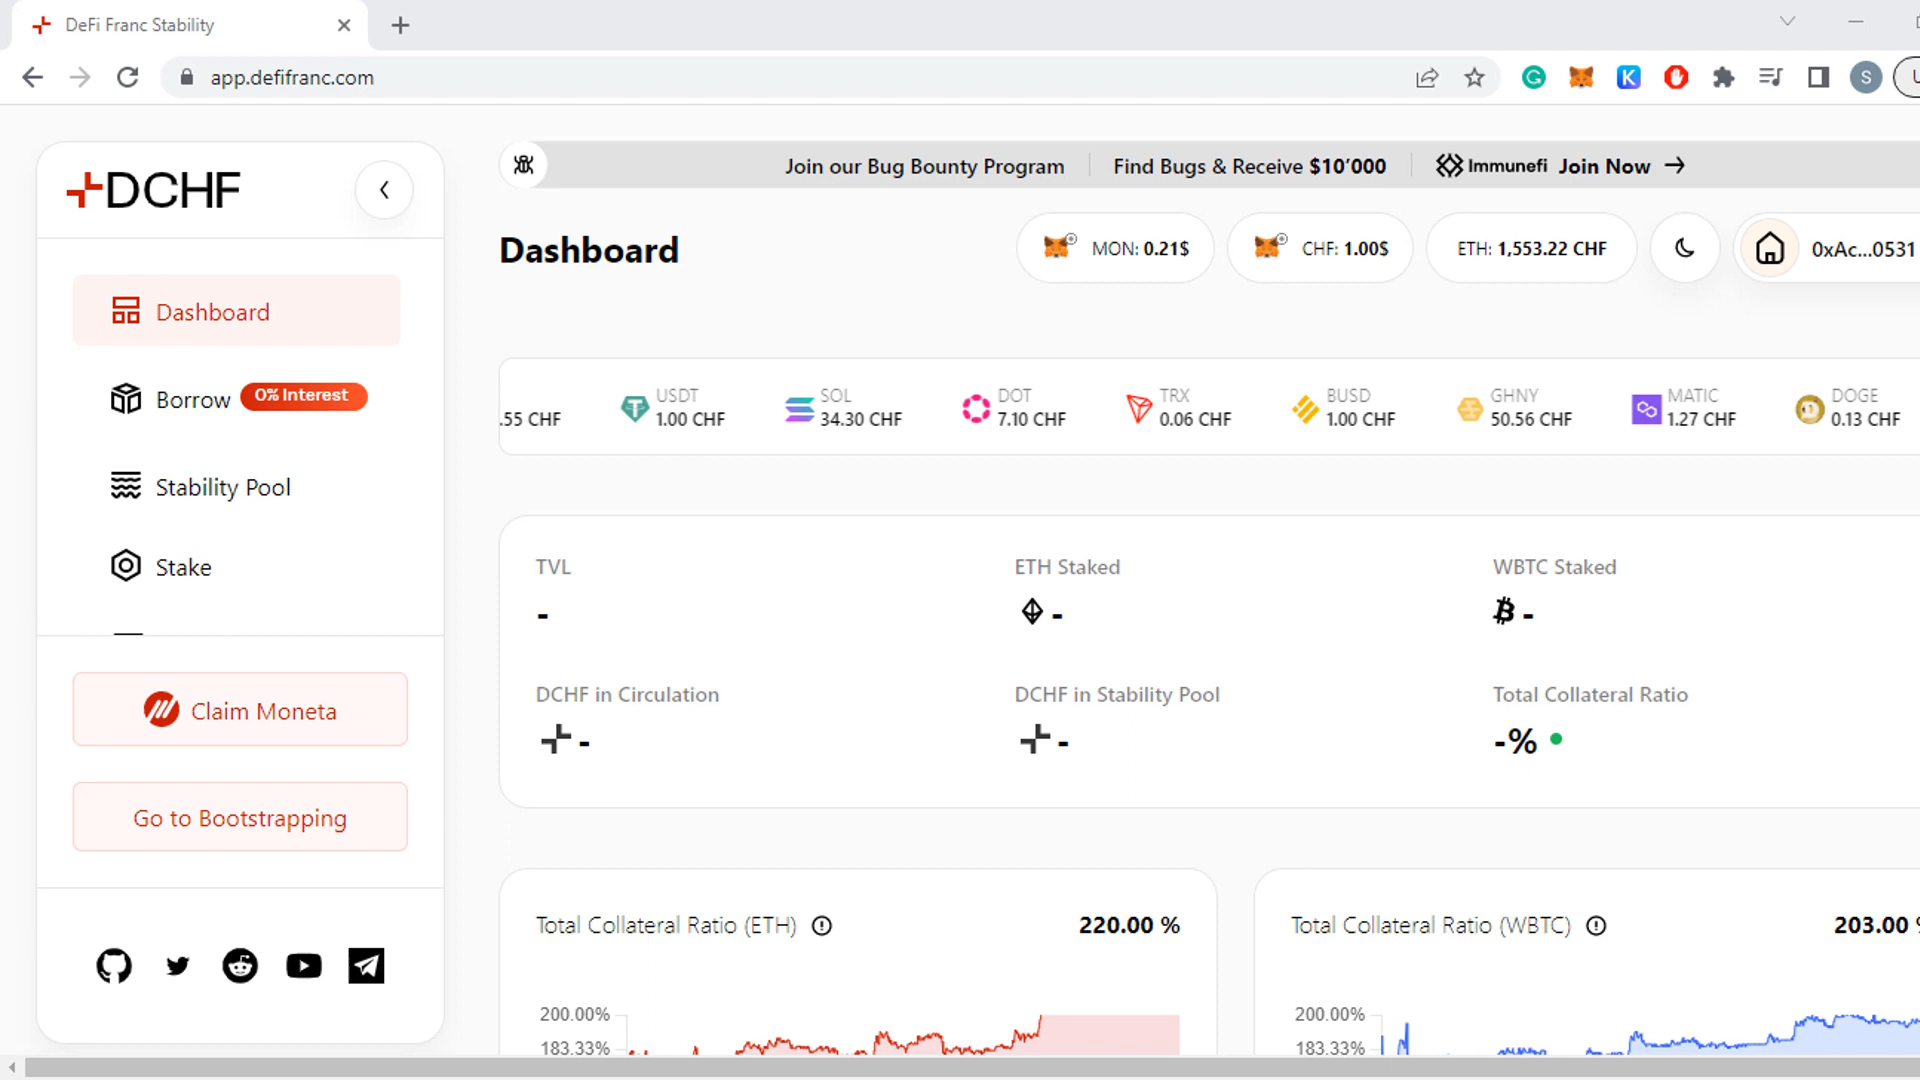 DeFi Franc Stability
app.defifranc.com
S
DCHF
Join our Bug Bounty Program
Find Bugs & Receive $10’000
Immunefi Join Now →
Dashboard
MON: 0.21$
CHF: 1.00$
ETH: 1,553.22 CHF
0xAc...0531
Dashboard
Borrow 0% Interest
Stability Pool
Stake
Claim Moneta
Go to Bootstrapping
.55 CHF
USDT
1.00 CHF
SOL
34.30 CHF
DOT
7.10 CHF
TRX
0.06 CHF
BUSD
1.00 CHF
GHNY
50.56 CHF
MATIC
1.27 CHF
DOGE
0.13 CHF
TVL
-
ETH Staked
-
WBTC Staked
-
DCHF in Circulation
-
DCHF in Stability Pool
-
Total Collateral Ratio
-%
Total Collateral Ratio (ETH)
220.00 %
200.00%
183.33%
Total Collateral Ratio (WBTC)
203.00 %
200.00%
183.33%